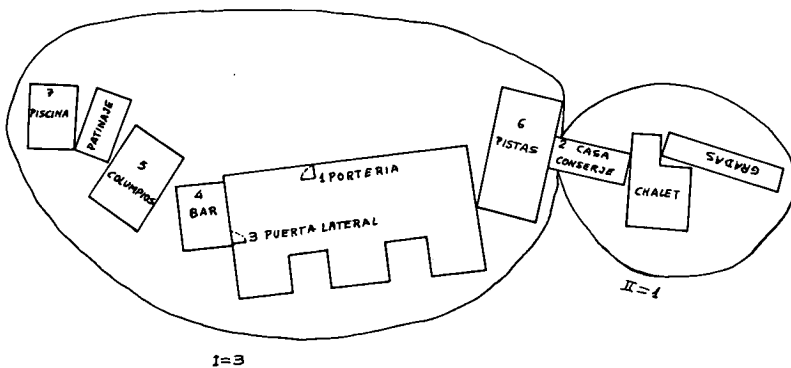 7
PISCINA
PATINAJE
5
COLUMPIOS
4
BAR
1 PORTERIA
3 PUERTA LATERAL
6
PISTAS
2 CASA
CONSERJE
CHALET
GRADAS
I=3
II=1